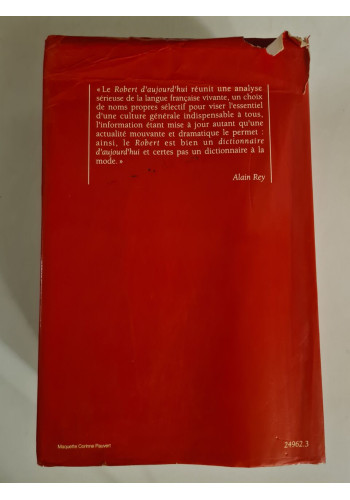 « Le Robert d'aujourd'hui réunit une analyse
sérieuse de la langue française vivante, un choix
de noms propres sélectif pour viser l'essentiel
d'une culture générale indispensable à tous,
l'information étant mise à jour autant qu'une
actualité mouvante et dramatique le permet :
ainsi, le Robert est bien un dictionnaire
d'aujourd'hui et certes pas un dictionnaire à la
mode. »
Alain Rey
Maquette Corinne Pauvert
24962.3